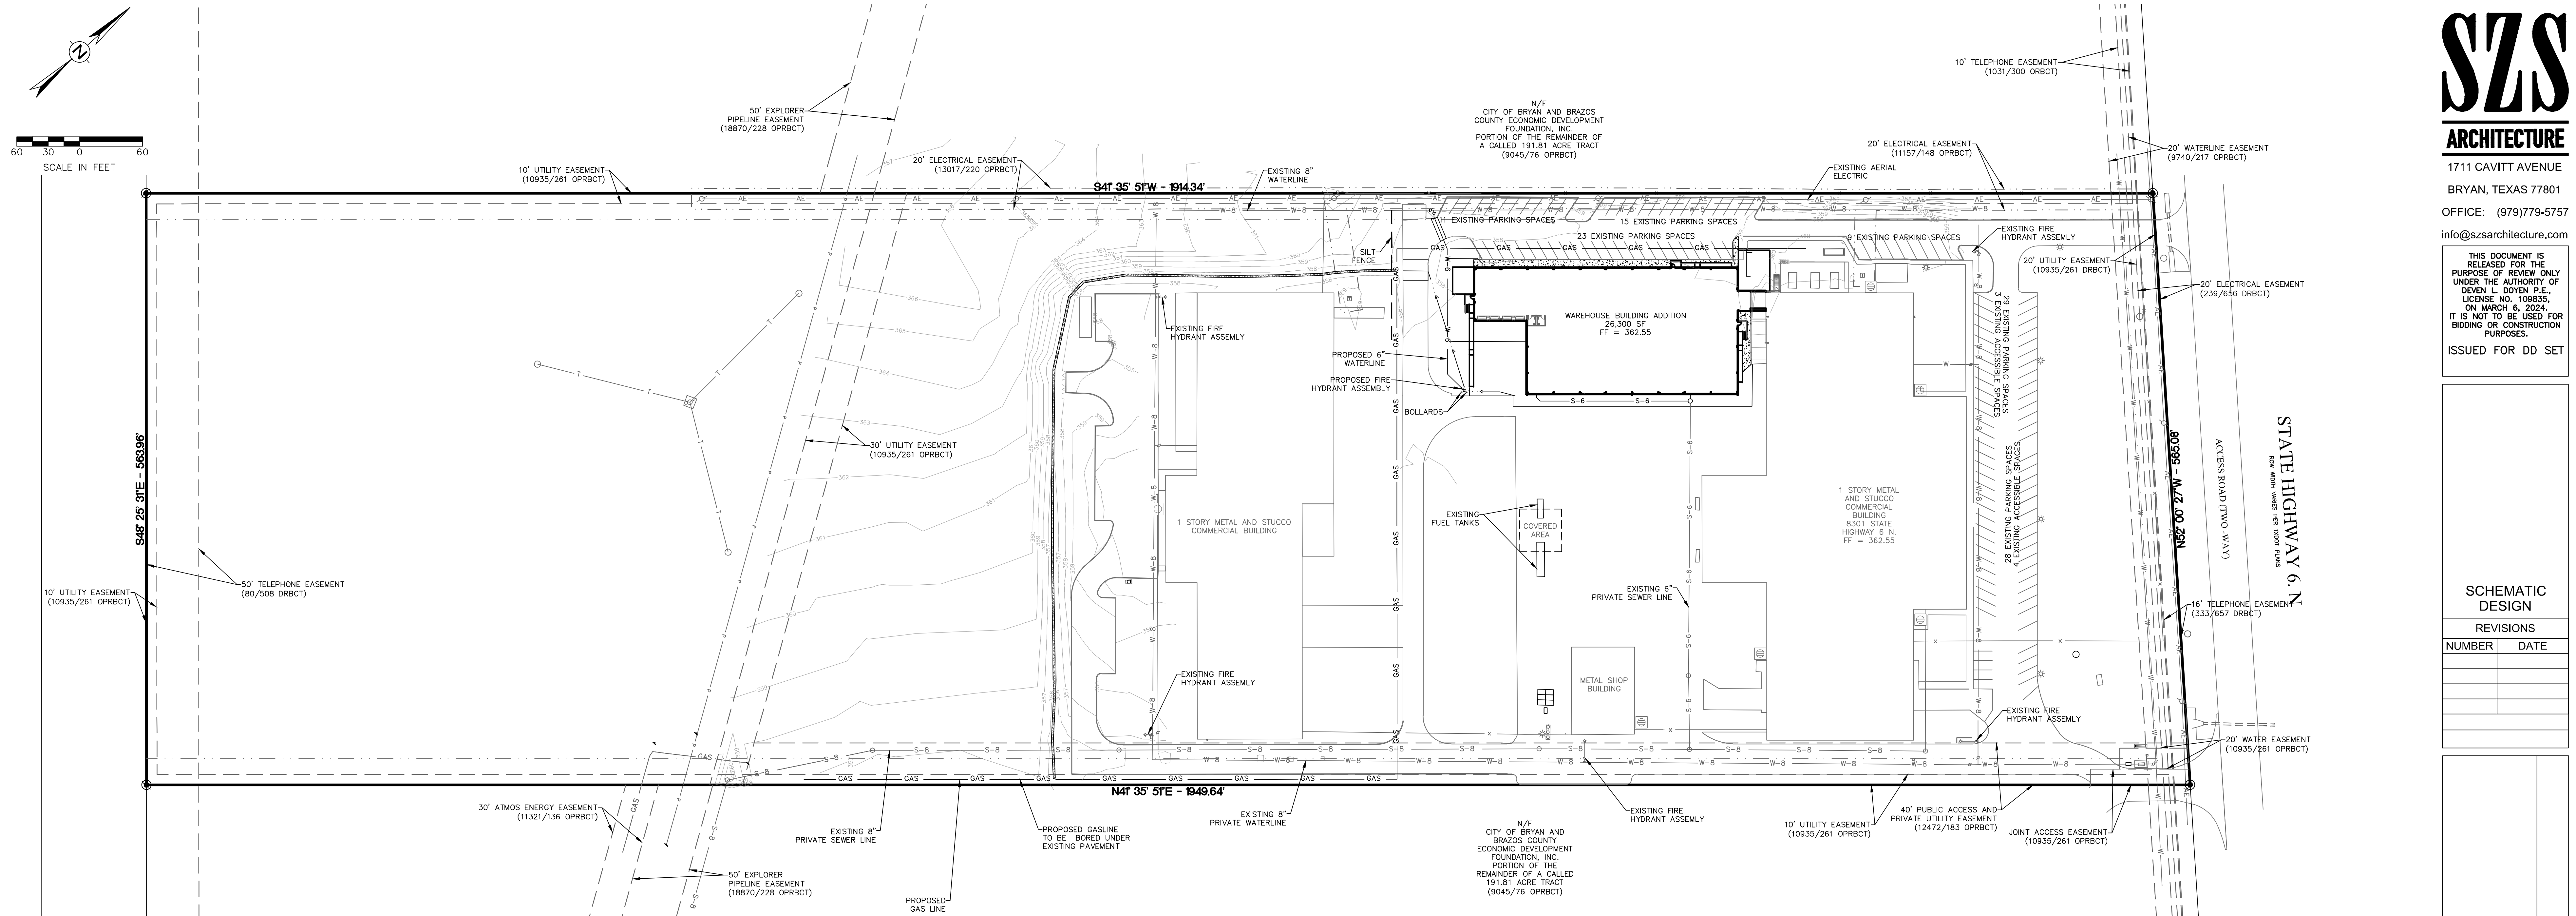 N
60 30 0 60
SCALE IN FEET
50' EXPLORER
PIPELINE EASEMENT
(18870/228 OPRBCT)
10' UTILITY EASEMENT
(10935/261 OPRBCT)
20' ELECTRICAL EASEMENT
(13017/220 OPRBCT)
S41° 35' 51"W - 1914.34'
EXISTING 8"
WATERLINE
N/F
CITY OF BRYAN AND BRAZOS
COUNTY ECONOMIC DEVELOPMENT
FOUNDATION, INC.
PORTION OF THE REMAINDER OF
A CALLED 191.81 ACRE TRACT
(9045/76 OPRBCT)
20' ELECTRICAL EASEMENT
(11157/148 OPRBCT)
EXISTING AERIAL
ELECTRIC
10' TELEPHONE EASEMENT
(1031/300 ORBCT)
20' WATERLINE EASEMENT
(9740/217 OPRBCT)
11 EXISTING PARKING SPACES
15 EXISTING PARKING SPACES
23 EXISTING PARKING SPACES
9 EXISTING PARKING SPACES
EXISTING FIRE
HYDRANT ASSEMLY
20' UTILITY EASEMENT
(10935/261 DRBCT)
20' ELECTRICAL EASEMENT
(239/656 DRBCT)
SILT
FENCE
EXISTING FIRE
HYDRANT ASSEMLY
WAREHOUSE BUILDING ADDITION
26,300 SF
FF = 362.55
PROPOSED 6"
WATERLINE
PROPOSED FIRE
HYDRANT ASSEMBLY
BOLLARDS
29 EXISTING PARKING SPACES
3 EXISTING ACCESSIBLE SPACES
28 EXISTING PARKING SPACES
4 EXISTING ACCESSIBLE SPACES
30' UTILITY EASEMENT
(10935/261 OPRBCT)
S48° 25' 31"E - 563.96'
50' TELEPHONE EASEMENT
(80/508 DRBCT)
10' UTILITY EASEMENT
(10935/261 OPRBCT)
1 STORY METAL AND STUCCO
COMMERCIAL BUILDING
EXISTING
FUEL TANKS
COVERED
AREA
1 STORY METAL
AND STUCCO
COMMERCIAL
BUILDING
8301 STATE
HIGHWAY 6 N.
FF = 362.55
EXISTING 6"
PRIVATE SEWER LINE
METAL SHOP
BUILDING
EXISTING FIRE
HYDRANT ASSEMLY
EXISTING FIRE
HYDRANT ASSEMLY
N52° 00' 27"W - 565.08'
ACCESS ROAD (TWO -WAY)
STATE HIGHWAY 6. N
ROW WIDTH VARIES PER TXDOT PLANS
16' TELEPHONE EASEMENT
(333/657 DRBCT)
20' WATER EASEMENT
(10935/261 OPRBCT)
N41° 35' 51"E - 1949.64'
30' ATMOS ENERGY EASEMENT
(11321/136 OPRBCT)
50' EXPLORER
PIPELINE EASEMENT
(18870/228 OPRBCT)
EXISTING 8"
PRIVATE SEWER LINE
PROPOSED
GAS LINE
PROPOSED GASLINE
TO BE BORED UNDER
EXISTING PAVEMENT
EXISTING 8"
PRIVATE WATERLINE
N/F
CITY OF BRYAN AND
BRAZOS COUNTY
ECONOMIC DEVELOPMENT
FOUNDATION, INC.
PORTION OF THE
REMAINDER OF A CALLED
191.81 ACRE TRACT
(9045/76 OPRBCT)
EXISTING FIRE
HYDRANT ASSEMLY
10' UTILITY EASEMENT
(10935/261 OPRBCT)
40' PUBLIC ACCESS AND
PRIVATE UTILITY EASEMENT
(12472/183 OPRBCT)
JOINT ACCESS EASEMENT
(10935/261 OPRBCT)
SZS
ARCHITECTURE
1711 CAVITT AVENUE
BRYAN, TEXAS 77801
OFFICE: (979)779-5757
info@szsarchitecture.com
THIS DOCUMENT IS
RELEASED FOR THE
PURPOSE OF REVIEW ONLY
UNDER THE AUTHORITY OF
DEVEN L. DOYEN P.E.,
LICENSE NO. 109835,
ON MARCH 6, 2024.
IT IS NOT TO BE USED FOR
BIDDING OR CONSTRUCTION
PURPOSES.
ISSUED FOR DD SET
SCHEMATIC
DESIGN
REVISIONS
NUMBER DATE